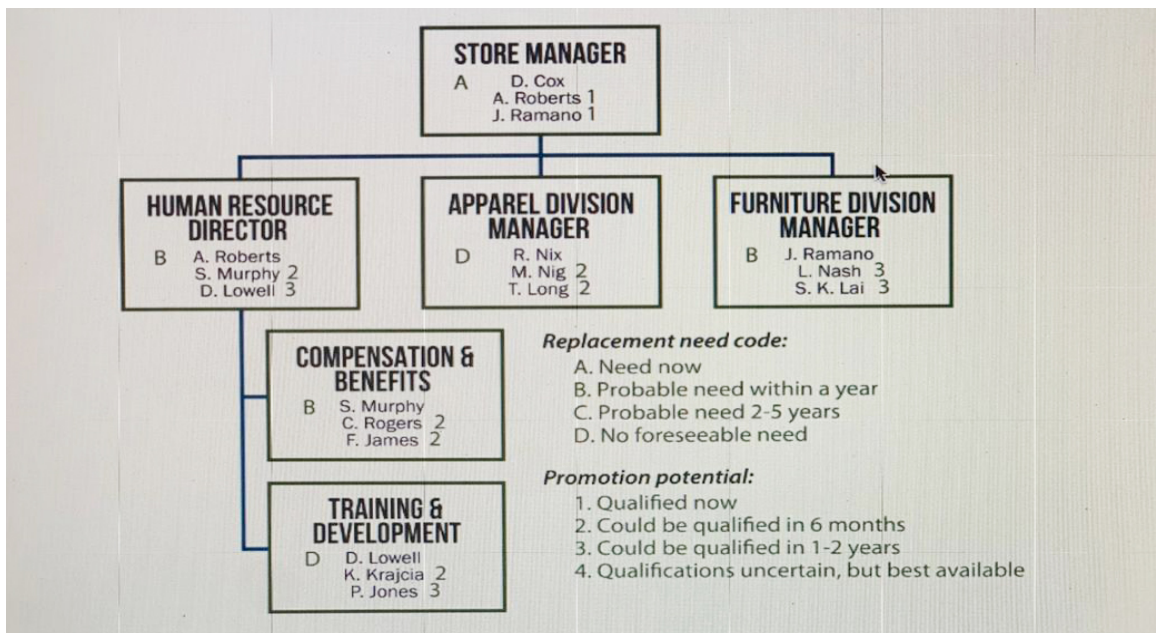 STORE MANAGER
A D. Cox
A. Roberts 1
J. Ramano 1
HUMAN RESOURCE
DIRECTOR
B A. Roberts
S. Murphy 2
D. Lowell 3
APPAREL DIVISION
MANAGER
D R. Nix
M. Nig 2
T. Long 2
FURNITURE DIVISION
MANAGER
B J. Ramano
L. Nash 3
S. K. Lai 3
COMPENSATION &
BENEFITS
B S. Murphy
C. Rogers 2
F. James 2
TRAINING &
DEVELOPMENT
D D. Lowell
K. Krajcia 2
P. Jones 3
Replacement need code:
A. Need now
B. Probable need within a year
C. Probable need 2-5 years
D. No foreseeable need
Promotion potential:
1. Qualified now
2. Could be qualified in 6 months
3. Could be qualified in 1-2 years
4. Qualifications uncertain, but best available